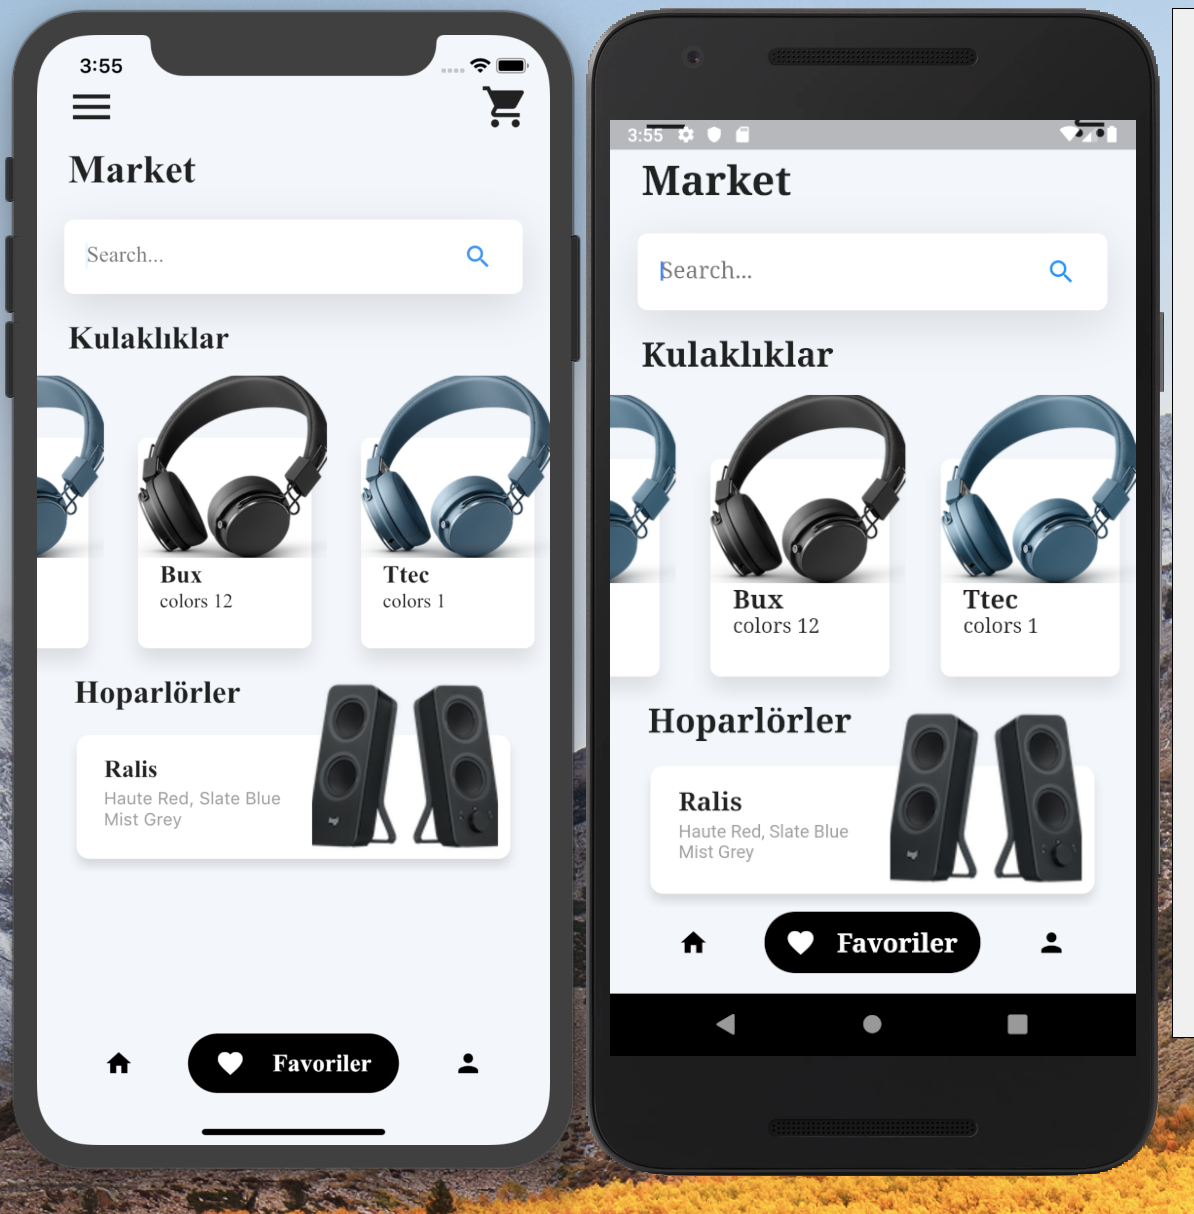 3:55
Market
Search...
Kulaklıklar
Bux
colors 12
Ttec
colors 1
Hoparlörler
Ralis
Haute Red, Slate Blue
Mist Grey
Favoriler
3:55
Market
Search...
Kulaklıklar
Bux
colors 12
Ttec
colors 1
Hoparlörler
Ralis
Haute Red, Slate Blue
Mist Grey
Favoriler